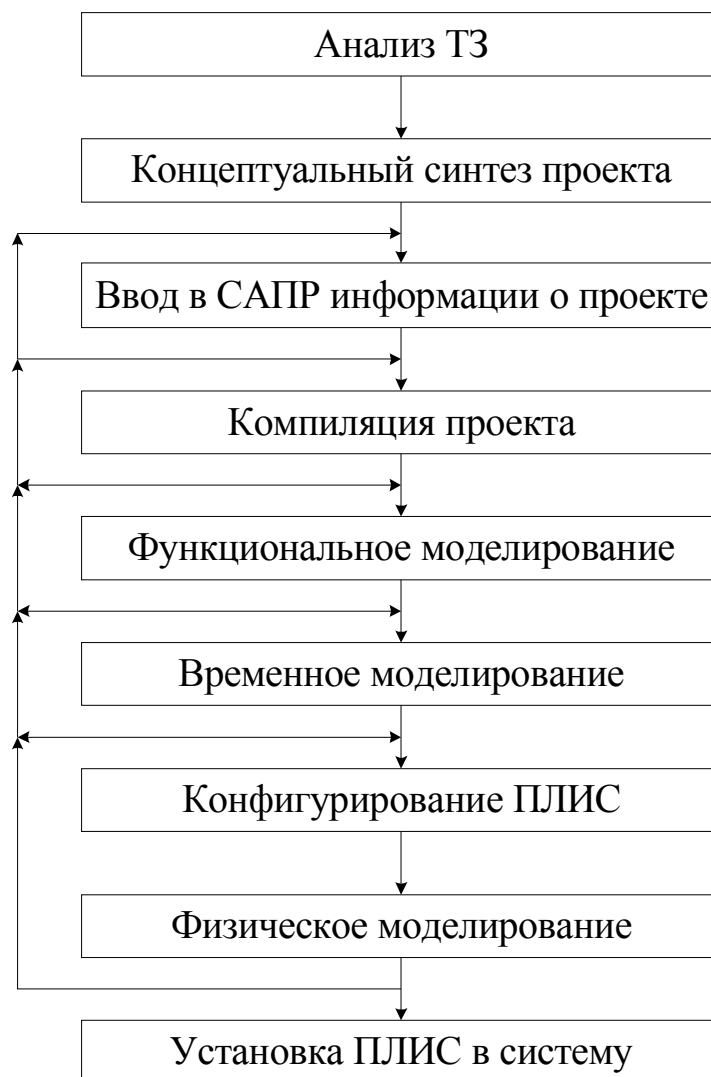 Анализ ТЗ
Концептуальный синтез проекта
Ввод в САПР информации о проекте
Компиляция проекта
Функциональное моделирование
Временное моделирование
Конфигурирование ПЛИС
Физическое моделирование
Установка ПЛИС в систему